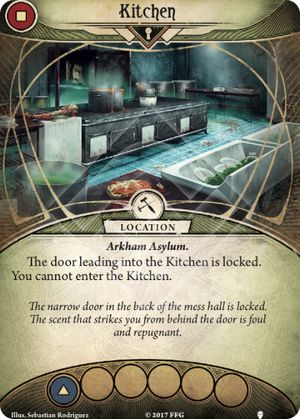 Kitchen
LOCATION
Arkham Asylum.
The door leading into the Kitchen is locked.
You cannot enter the Kitchen.
The narrow door in the back of the mess hall is locked.
The scent that strikes you from behind the door is foul
and repugnant.
Illus. Sebastian Rodriguez
© 2017 FFG